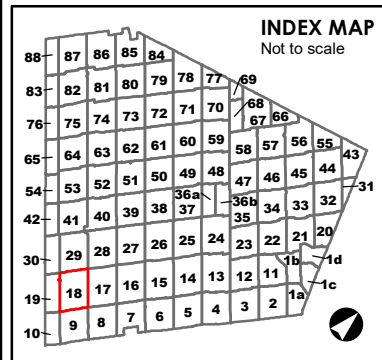 INDEX MAP
Not to scale
88 87 86 85 84
83 82 81 80 79 78 77 69
76 75 74 73 72 71 70 68 67 66
65 64 63 62 61 60 59 58 57 56 55 43
54 53 52 51 50 49 48 47 46 45 44 31
42 41 40 39 38 37 36a 36b 35 34 33 32
30 29 28 27 26 25 24 23 22 21 20
19 18 17 16 15 14 13 12 11 1b 1d
10 9 8 7 6 5 4 3 2 1a 1c